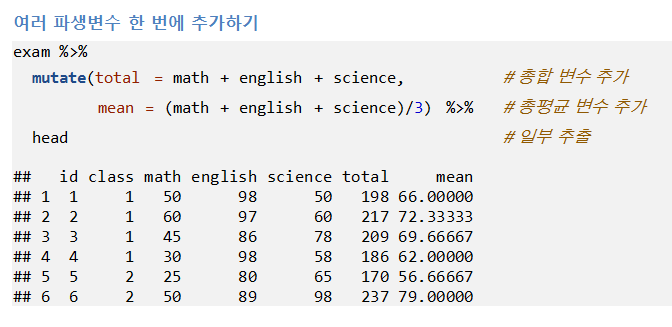 여러 파생변수 한 번에 추가하기
exam %>%
  mutate(total = math + english + science,          # 총합 변수 추가
         mean = (math + english + science)/3) %>%   # 총평균 변수 추가
  head                                              # 일부 추출
##   id class math english science total     mean
## 1  1     1   50      98      50   198 66.00000
## 2  2     1   60      97      60   217 72.33333
## 3  3     1   45      86      78   209 69.66667
## 4  4     1   30      98      58   186 62.00000
## 5  5     2   25      80      65   170 56.66667
## 6  6     2   50      89      98   237 79.00000